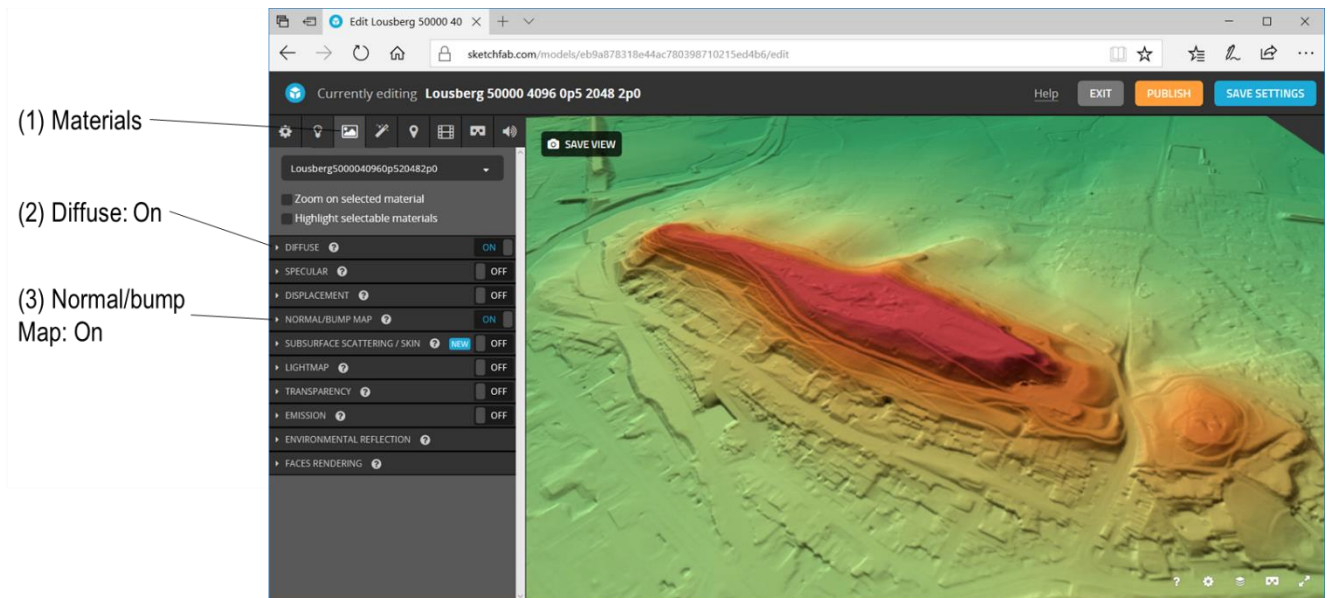 Edit Lousberg 50000 40
sketchfab.com/models/eb9a878318e44ac780398710215ed4b6/edit
Currently editing Lousberg 50000 4096 0p5 2048 2p0
Help
EXIT
PUBLISH
SAVE SETTINGS
(1) Materials
SAVE VIEW
Lousberg5000040960p520482p0
Zoom on selected material
(2) Diffuse: On
Highlight selectable materials
DIFFUSE ? ON
SPECULAR ? OFF
DISPLACEMENT ? OFF
(3) Normal/bump
Map: On
NORMAL/BUMP MAP ? ON
SUBSURFACE SCATTERING / SKIN ? NEW OFF
LIGHTMAP ? OFF
TRANSPARENCY ? OFF
EMISSION ? OFF
ENVIRONMENTAL REFLECTION ?
FACES RENDERING ?
?